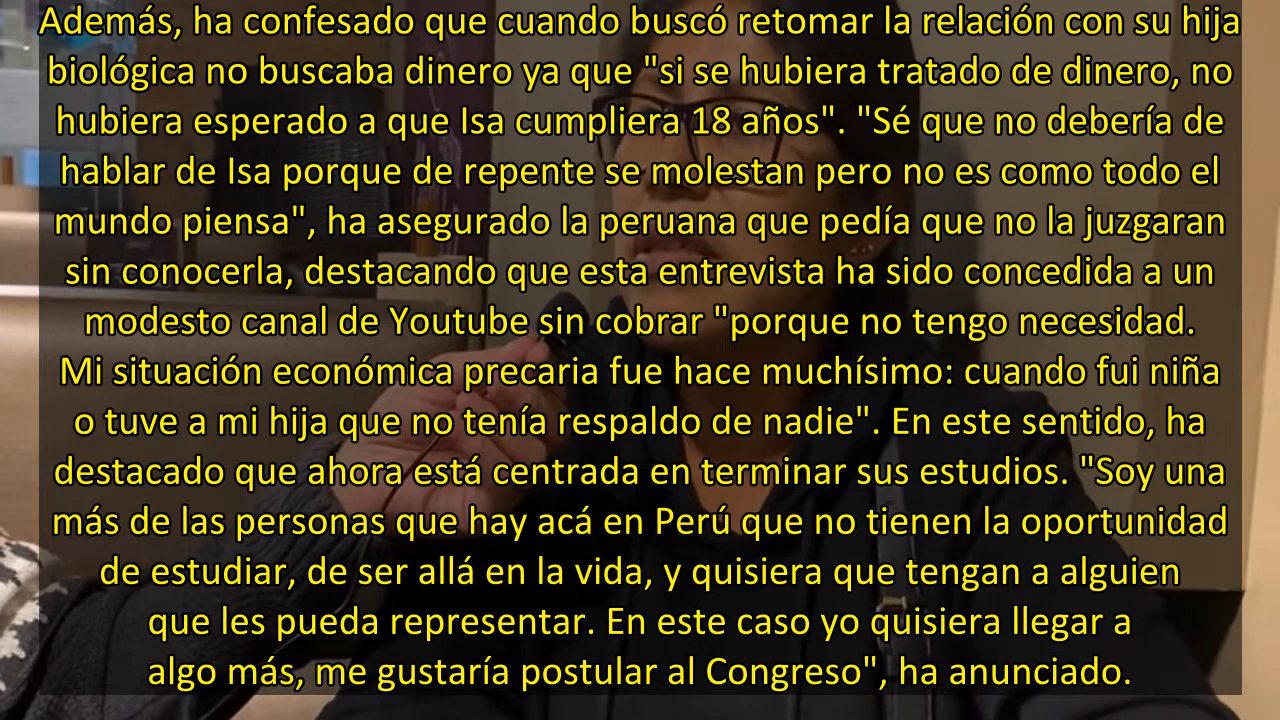 Además, ha confesado que cuando buscó retomar la relación con su hija
biológica no buscaba dinero ya que "si se hubiera tratado de dinero, no
hubiera esperado a que Isa cumpliera 18 años". "Sé que no debería de
hablar de Isa porque de repente se molestan pero no es como todo el
mundo piensa", ha asegurado la peruana que pedía que no la juzgaran
sin conocerla, destacando que esta entrevista ha sido concedida a un
modesto canal de Youtube sin cobrar "porque no tengo necesidad.
Mi situación económica precaria fue hace muchísimo: cuando fui niña
o tuve a mi hija que no tenía respaldo de nadie". En este sentido, ha
destacado que ahora está centrada en terminar sus estudios. "Soy una
más de las personas que hay acá en Perú que no tienen la oportunidad
de estudiar, de ser allá en la vida, y quisiera que tengan a alguien
que les pueda representar. En este caso yo quisiera llegar a
algo más, me gustaría postular al Congreso", ha anunciado.